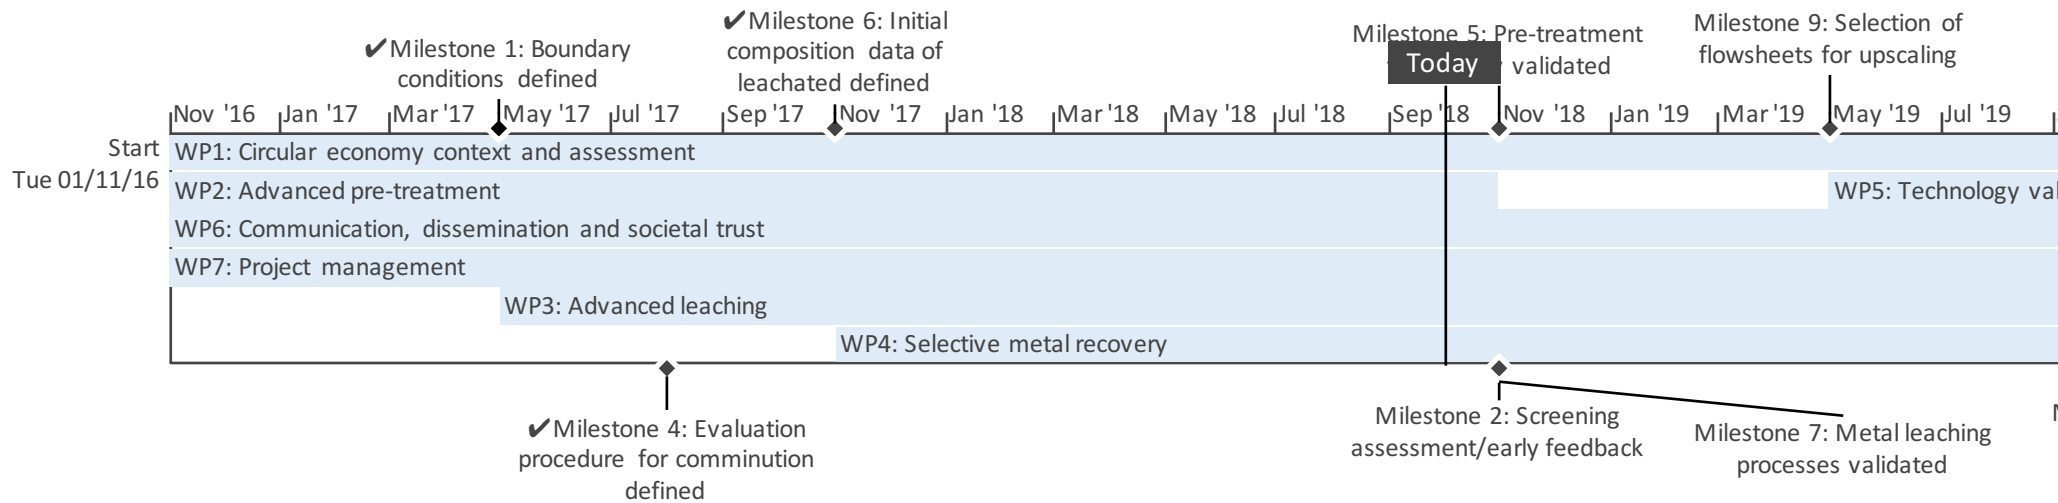 ✔Milestone 1: Boundary
conditions defined
✔Milestone 6: Initial
composition data of
leachated defined
Milestone 5: Pre-treatment
validated
Today
Milestone 9: Selection of
flowsheets for upscaling
Nov '16 Jan '17 Mar '17 May '17 Jul '17 Sep '17 Nov '17 Jan '18 Mar '18 May '18 Jul '18 Sep '18 Nov '18 Jan '19 Mar '19 May '19 Jul '19
Start
Tue 01/11/16
WP1: Circular economy context and assessment
WP2: Advanced pre-treatment
WP5: Technology val
WP6: Communication, dissemination and societal trust
WP7: Project management
WP3: Advanced leaching
WP4: Selective metal recovery
✔Milestone 4: Evaluation
procedure for comminution
defined
Milestone 2: Screening
assessment/early feedback
Milestone 7: Metal leaching
processes validated